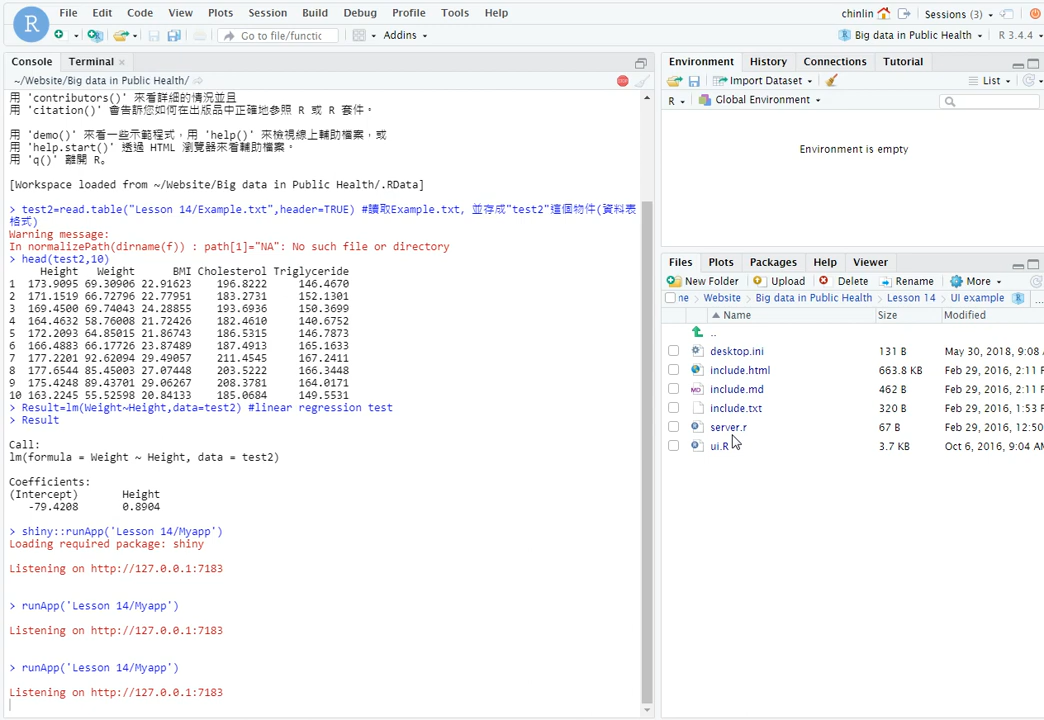 File Edit Code View Plots Session Build Debug Profile Tools Help
chinlin Sessions (3)
Go to file/functic Addins
Big data in Public Health R 3.4.4
Console Terminal
~/Website/Big data in Public Health/
用 'contributors()' 來看詳細的情況並且
用 'citation()' 會告訴您如何在出版品中正確地參照 R 或 R 套件。
用 'demo()' 來看一些示範程式，用 'help()' 來檢視線上輔助檔案，或
用 'help.start()' 透過 HTML 瀏覽器來看輔助檔案。
用 'q()' 離開 R。
[Workspace loaded from ~/Website/Big data in Public Health/.RData]
> test2=read.table("Lesson 14/Example.txt",header=TRUE) #讀取Example.txt, 並存成"test2"這個物件(資料表
格式)
Warning message:
In normalizePath(dirname(f)) : path[1]="NA": No such file or directory
> head(test2,10)
Height Weight BMI Cholesterol Triglyceride
1 173.9095 69.30906 22.91623 196.8222 146.4670
2 171.1519 66.72796 22.77951 183.2731 152.1301
3 169.4500 69.74043 24.28855 193.6936 150.3699
4 164.4632 58.76008 21.72426 182.4610 140.6752
5 172.2093 64.85015 21.86743 186.5315 146.7873
6 166.4883 66.17726 23.87489 187.4913 165.1633
7 177.2201 92.62094 29.49057 211.4545 167.2411
8 177.6544 85.45003 27.07448 203.5222 166.3448
9 175.4248 89.43701 29.06267 208.3781 164.0171
10 163.2245 55.52598 20.84133 185.0684 149.5531
> Result=lm(Weight~Height,data=test2) #linear regression test
> Result
Call:
lm(formula = Weight ~ Height, data = test2)
Coefficients:
(Intercept) Height
-79.4208 0.8904
> shiny::runApp('Lesson 14/Myapp')
Loading required package: shiny
Listening on http://127.0.0.1:7183
> runApp('Lesson 14/Myapp')
Listening on http://127.0.0.1:7183
> runApp('Lesson 14/Myapp')
Listening on http://127.0.0.1:7183
Environment History Connections Tutorial
Import Dataset List
R Global Environment
Environment is empty
Files Plots Packages Help Viewer
New Folder Upload Delete Rename More
ne Website Big data in Public Health Lesson 14 UI example ...
Name Size Modified
..
desktop.ini 131 B May 30, 2018, 9:08
include.html 663.8 KB Feb 29, 2016, 2:11
include.md 462 B Feb 29, 2016, 2:11
include.txt 320 B Feb 29, 2016, 1:53
server.r 67 B Feb 29, 2016, 12:50
ui.R 3.7 KB Oct 6, 2016, 9:04